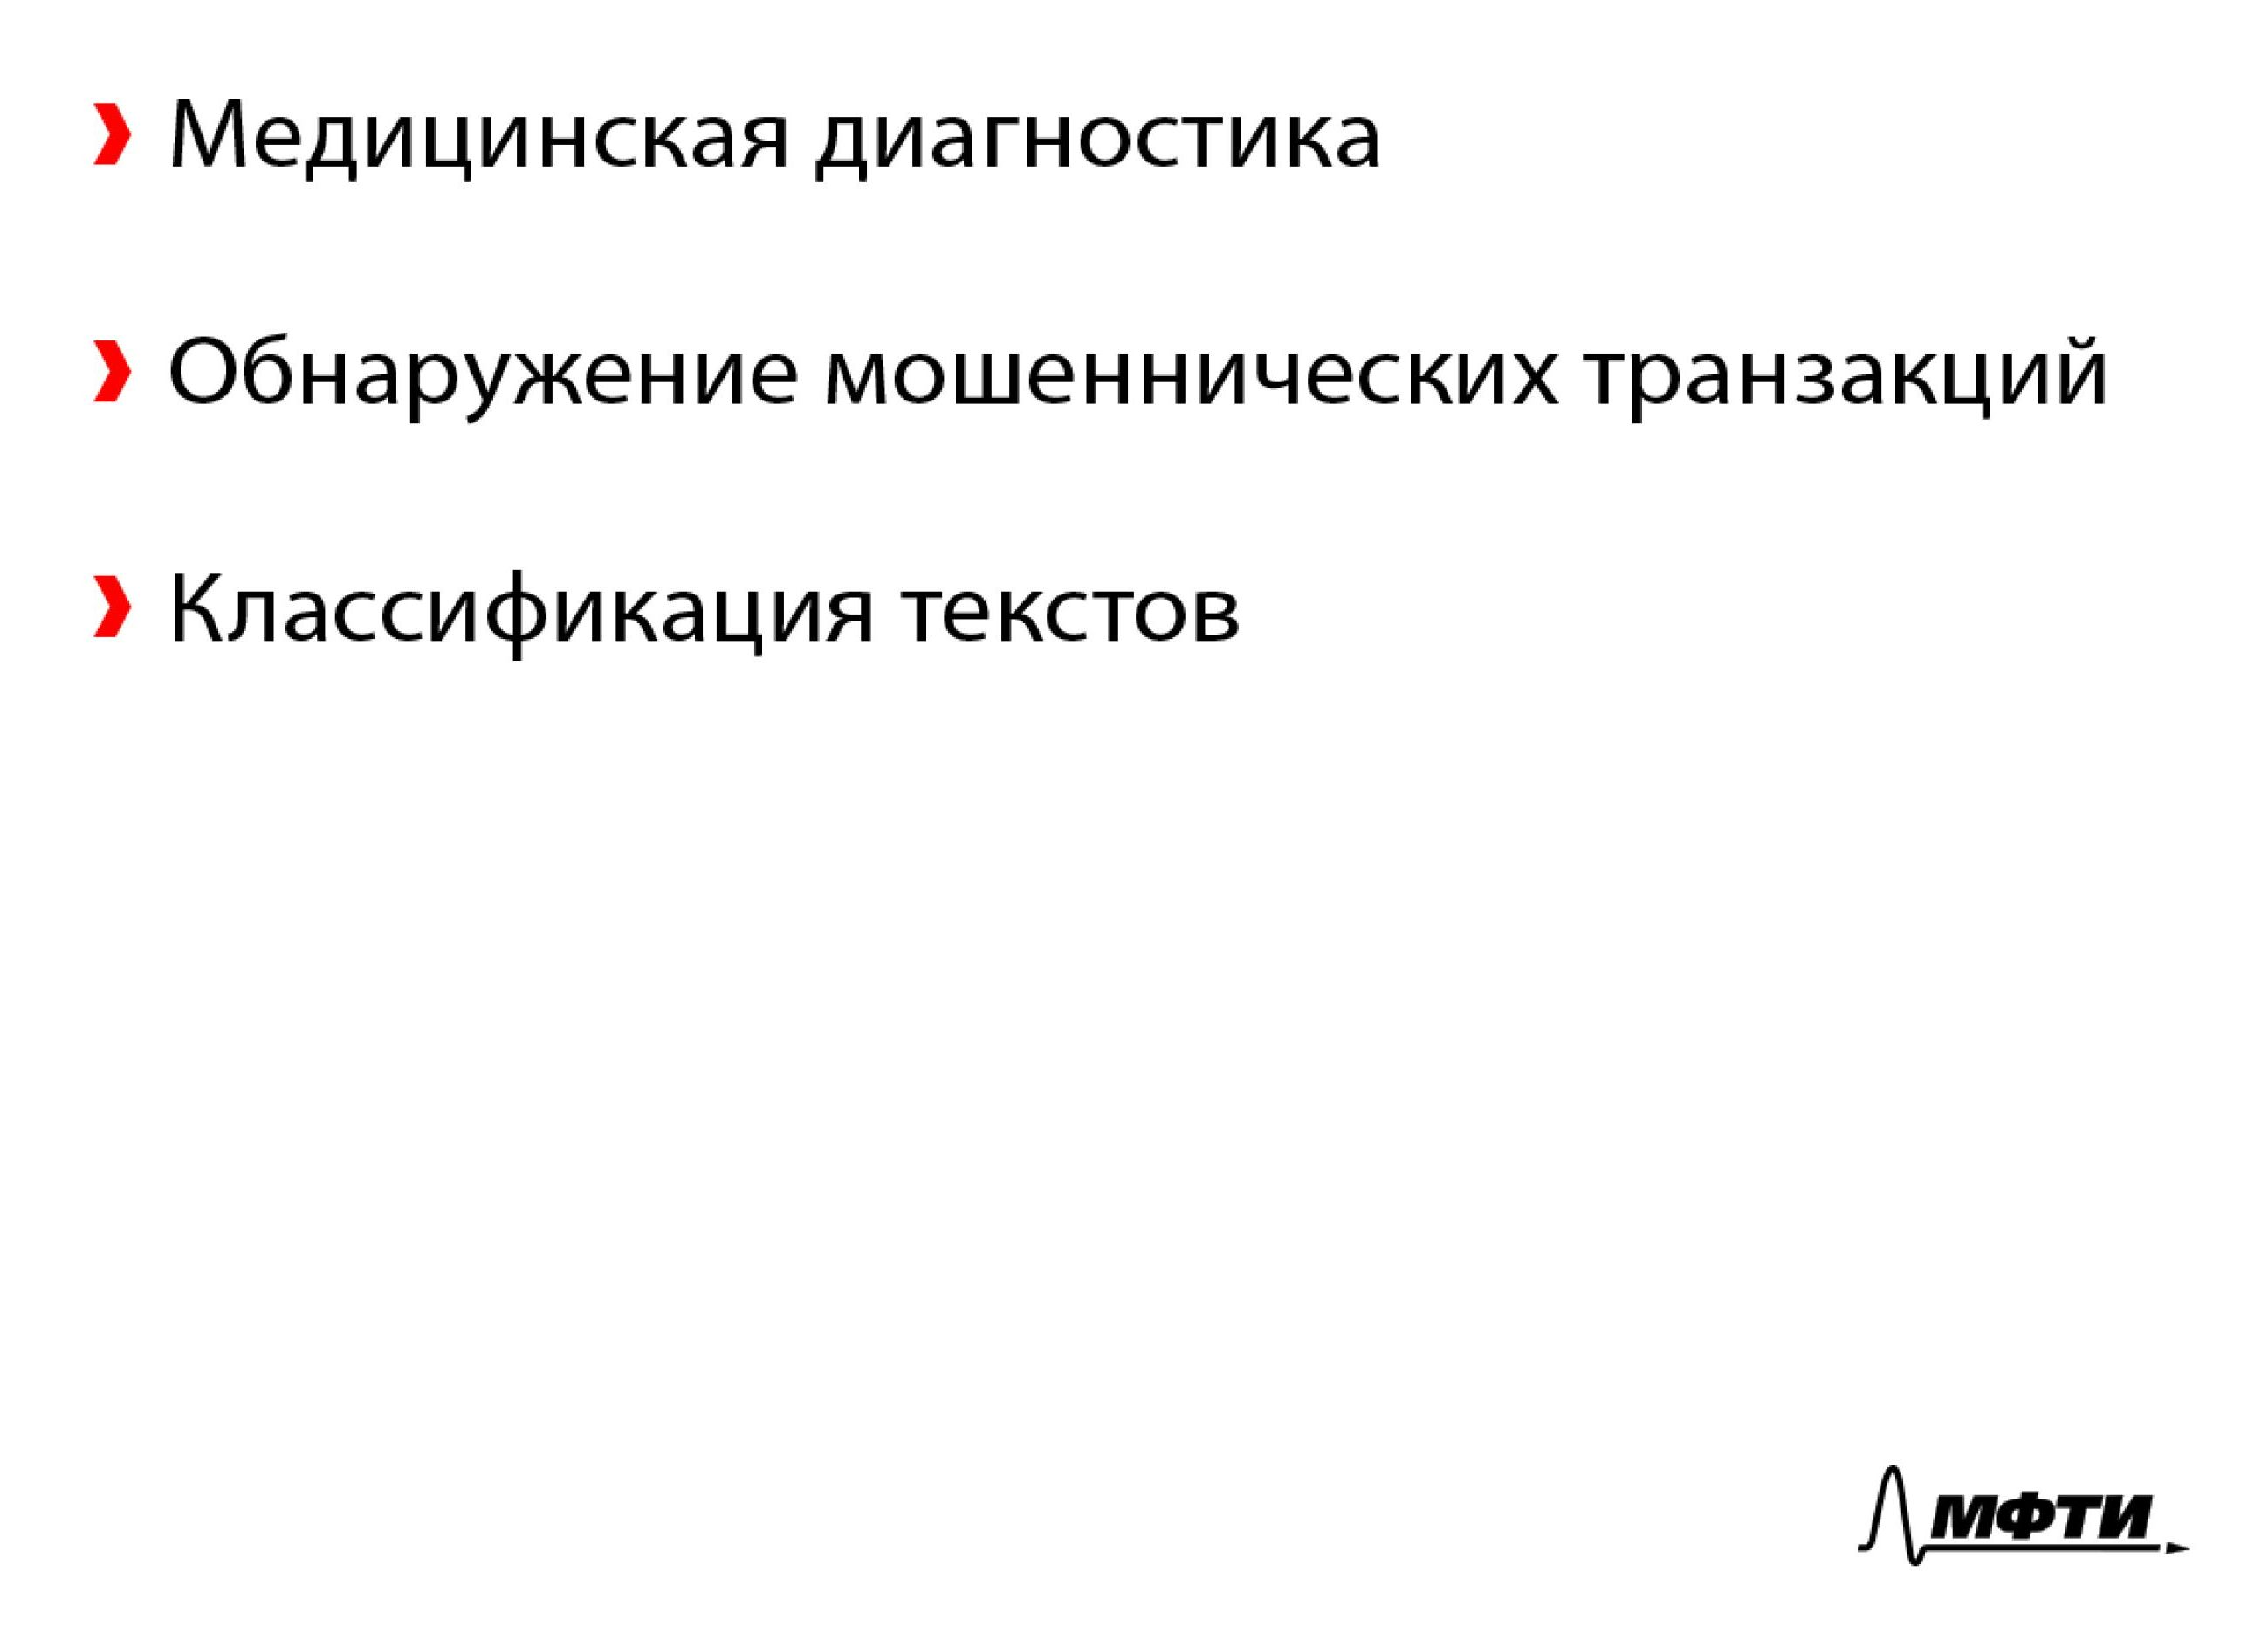 Медицинская диагностика
Обнаружение мошеннических транзакций
Классификация текстов
МФТИ